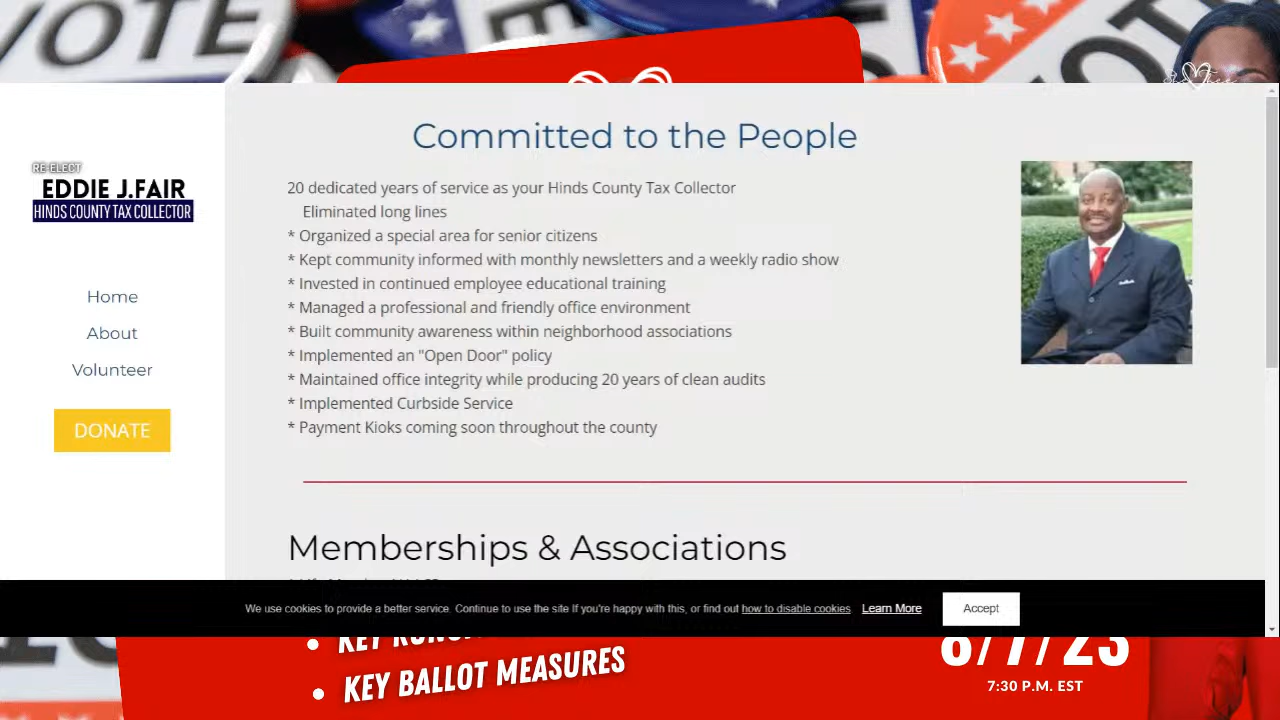 VOTE
Committed to the People
RE-ELECT
EDDIE J.FAIR
HINDS COUNTY TAX COLLECTOR
Home
About
Volunteer
DONATE
20 dedicated years of service as your Hinds County Tax Collector
Eliminated long lines
* Organized a special area for senior citizens
* Kept community informed with monthly newsletters and a weekly radio show
* Invested in continued employee educational training
* Managed a professional and friendly office environment
* Built community awareness within neighborhood associations
* Implemented an "Open Door" policy
* Maintained office integrity while producing 20 years of clean audits
* Implemented Curbside Service
* Payment Kioks coming soon throughout the county
Memberships & Associations
We use cookies to provide a better service. Continue to use the site If you're happy with this, or find out how to disable cookies Learn More Accept
• KEY
• KEY BALLOT MEASURES
8/7/23
7:30 P.M. EST